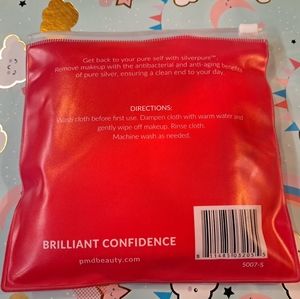 Get back to your pure self with silverpure™.
Remove makeup with the antibacterial and anti-aging benefits
of pure silver, ensuring a clean end to your day.
DIRECTIONS:
Wash cloth before first use. Dampen cloth with warm water and
gently wipe off makeup. Rinse cloth.
Machine wash as needed.
BRILLIANT CONFIDENCE
pmdbeauty.com
5007-S